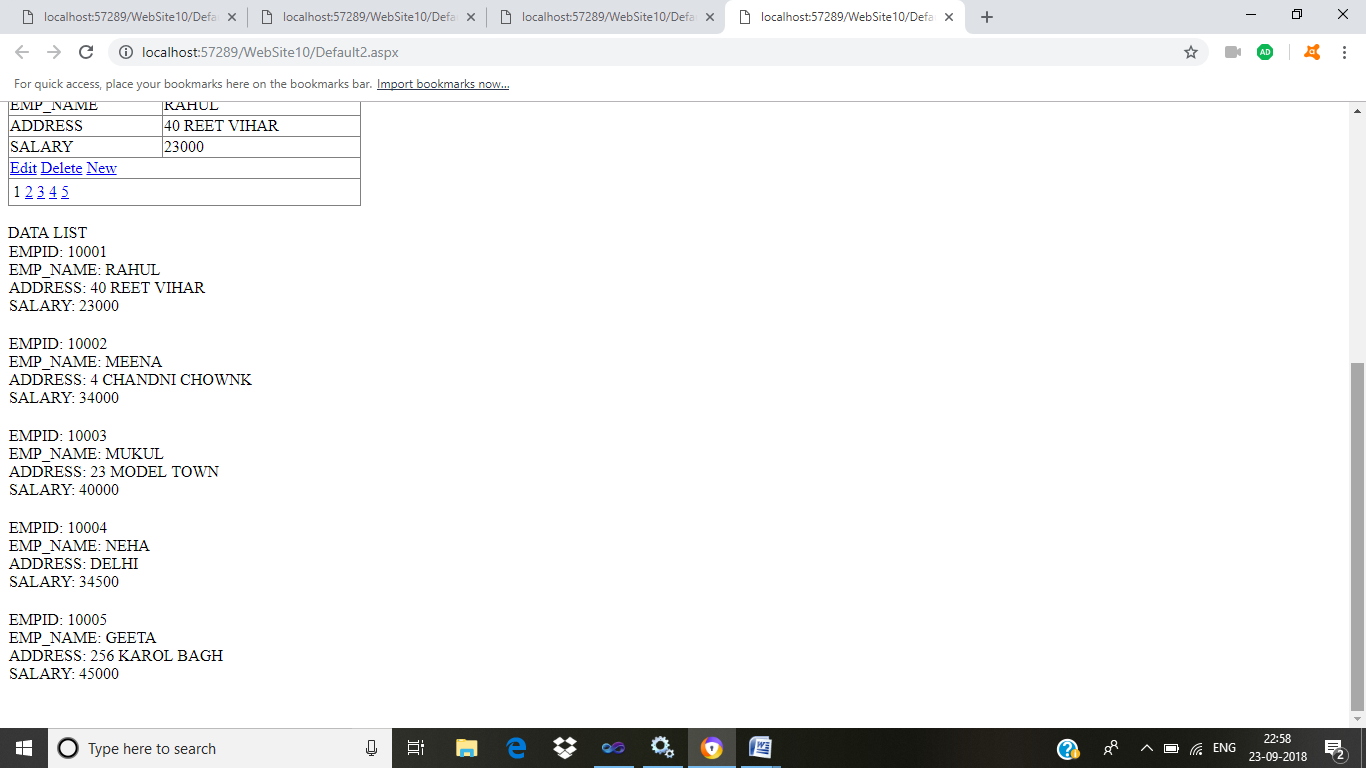 localhost:57289/WebSite10/Defa
localhost:57289/WebSite10/Defa
localhost:57289/WebSite10/Defa
localhost:57289/WebSite10/Defa
localhost:57289/WebSite10/Default2.aspx
AD
For quick access, place your bookmarks here on the bookmarks bar. Import bookmarks now...
EMP_NAME RAHUL
ADDRESS 40 REET VIHAR
SALARY 23000
Edit Delete New
1 2 3 4 5
DATA LIST
EMPID: 10001
EMP_NAME: RAHUL
ADDRESS: 40 REET VIHAR
SALARY: 23000
EMPID: 10002
EMP_NAME: MEENA
ADDRESS: 4 CHANDNI CHOWNK
SALARY: 34000
EMPID: 10003
EMP_NAME: MUKUL
ADDRESS: 23 MODEL TOWN
SALARY: 40000
EMPID: 10004
EMP_NAME: NEHA
ADDRESS: DELHI
SALARY: 34500
EMPID: 10005
EMP_NAME: GEETA
ADDRESS: 256 KAROL BAGH
SALARY: 45000
Type here to search
ENG
22:58
23-09-2018
2